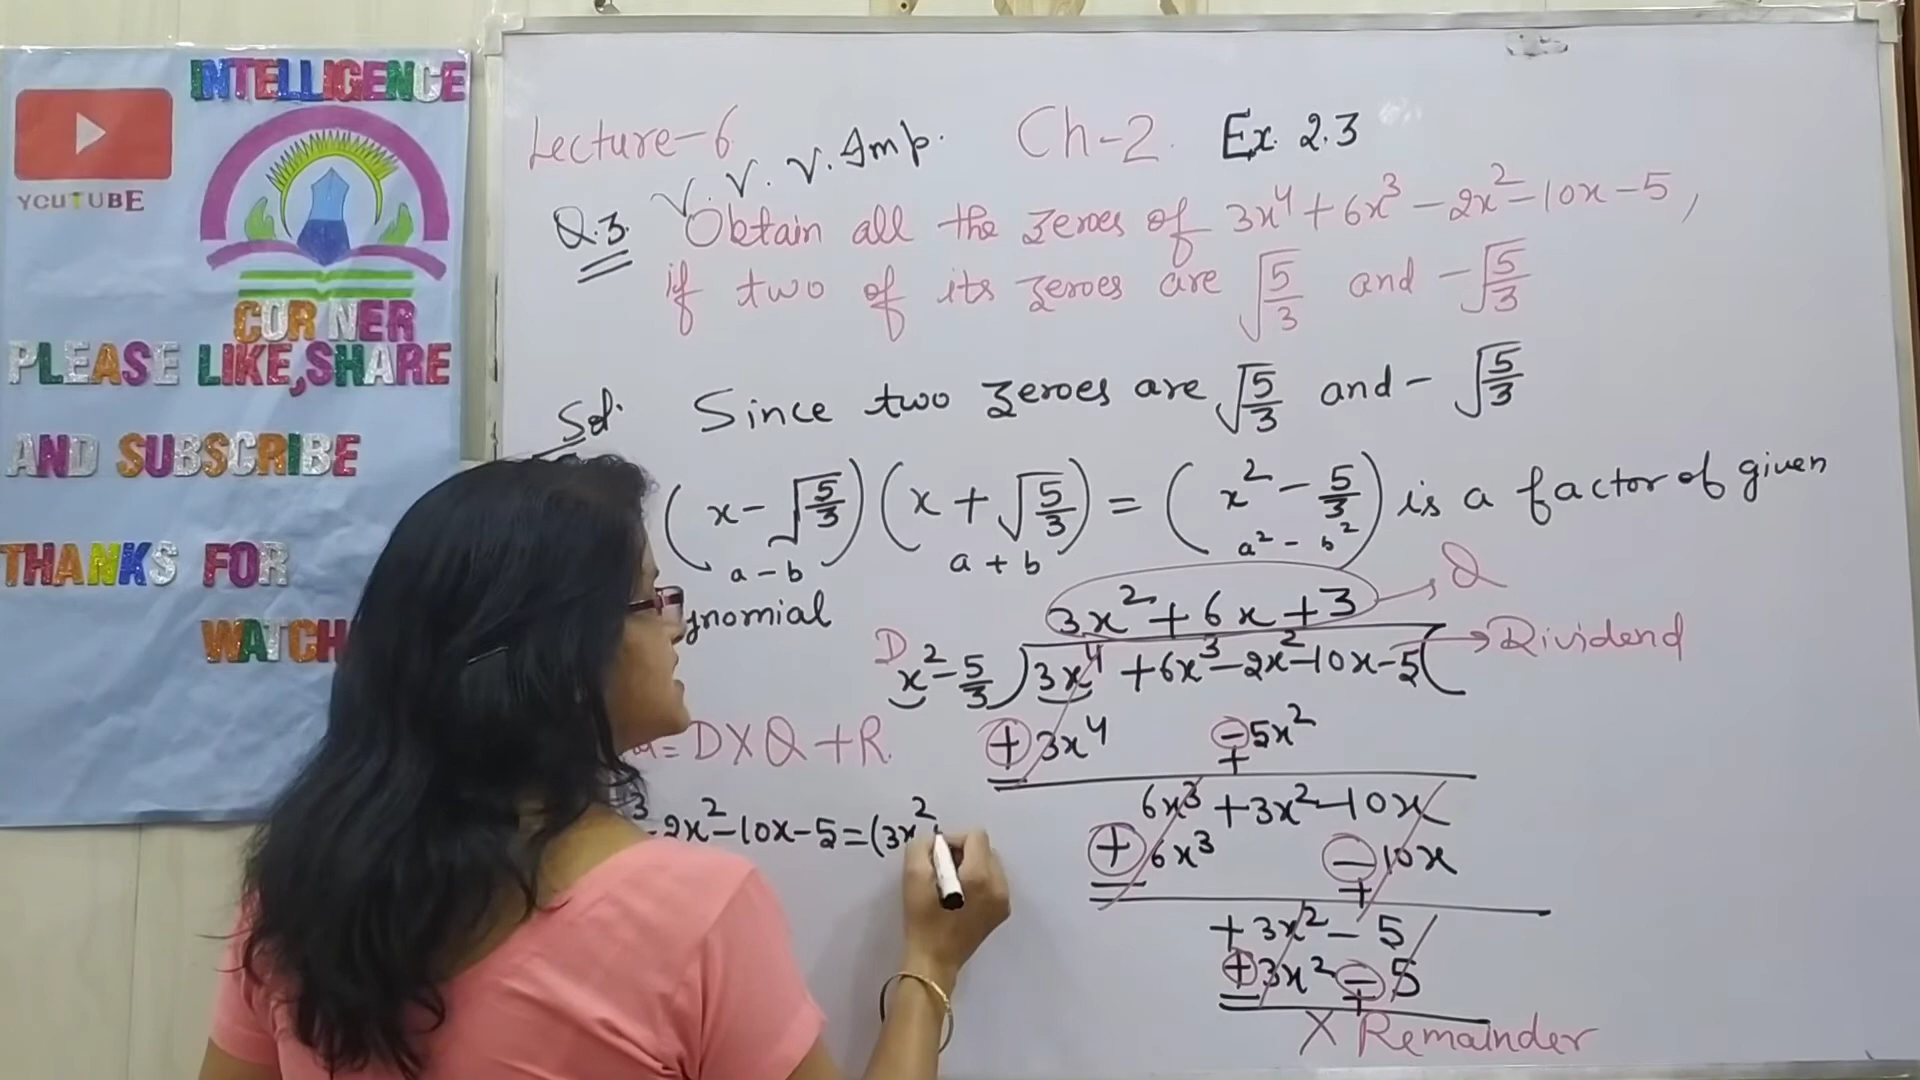 INTELLIGENCE
YOUTUBE
CORNER
PLEASE LIKE,SHARE
AND SUBSCRIBE
THANKS FOR
WATCH
Lecture-6 Ch-2. Ex. 2.3
V. V. V. Imp.
Q.3. Obtain all the zeroes of 3x⁴ + 6x³ - 2x² - 10x - 5,
if two of its zeroes are √5/3 and -√5/3
Sol. Since two zeroes are √5/3 and - √5/3
(x - √5/3)(x + √5/3) = (x² - 5/3) is a factor of given
a - b a + b a² - b²
ynomial
3x² + 6x + 3 → Q
D x² - 5/3 ) 3x⁴ + 6x³ - 2x² - 10x - 5 ( → Dividend
+ 3x⁴ - 5x²
+
= D X Q + R
6x³ + 3x² - 10x
3 - 2x² - 10x - 5 = (3x²
+ 6x³ - 10x
+
+ 3x² - 5
+ 3x² - 5
+
X Remainder